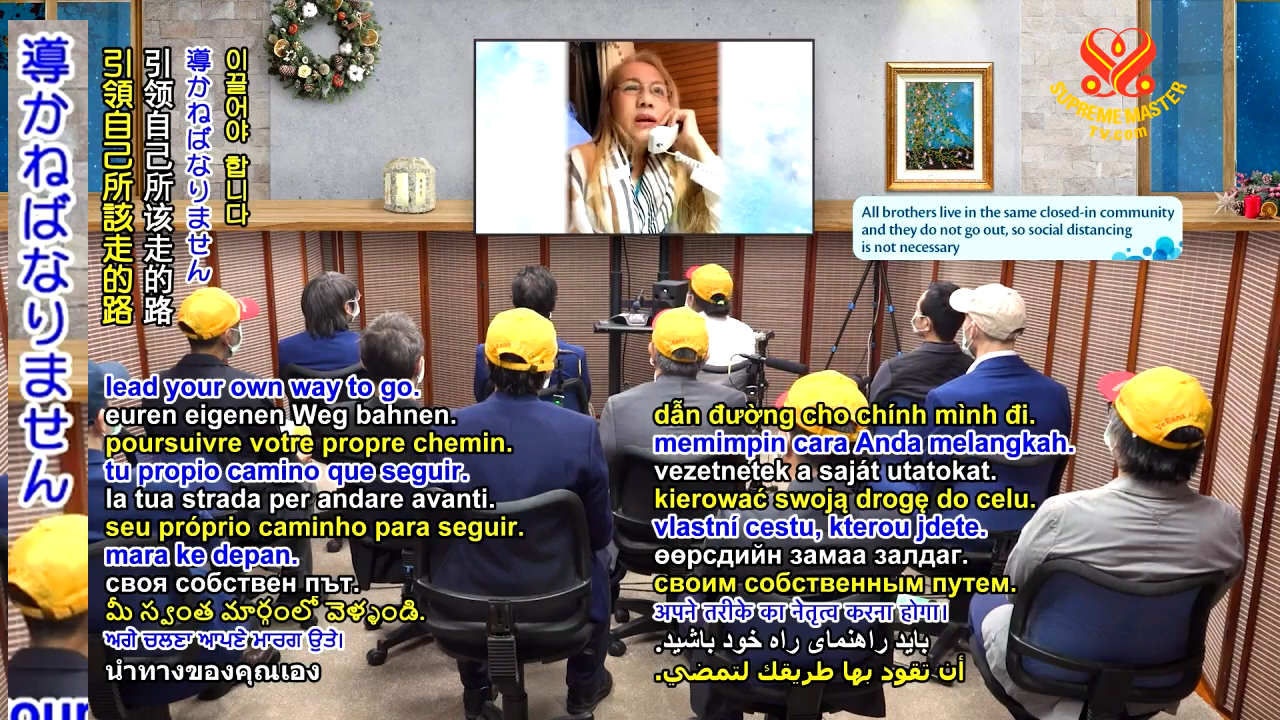 導かねばなりません
引領自己所該走的路
引领自己所该走的路
導かねばなりません
이끌어야 합니다
SUPREME MASTER
TV.com
All brothers live in the same closed-in community
and they do not go out, so social distancing
is not necessary
lead your own way to go.
euren eigenen Weg bahnen.
poursuivre votre propre chemin.
tu propio camino que seguir.
la tua strada per andare avanti.
seu próprio caminho para seguir.
mara ke depan.
своя собствен път.
మీ స్వంత మార్గంలో వెళ్ళండి.
ਅਗੇ ਚਲਣਾ ਆਪਣੇ ਮਾਰਗ ਉਤੇ।
นำทางของคุณเอง
dẫn đường cho chính mình đi.
memimpin cara Anda melangkah.
vezetnetek a saját utatokat.
kierować swoją drogę do celu.
vlastní cestu, kterou jdete.
өөрсдийн замаа залдаг.
своим собственным путем.
अपने तरीके का नेतृत्व करना होगा।
باید راهنمای راه خود باشید.
أن تقود بها طريقك لتمضي.
our